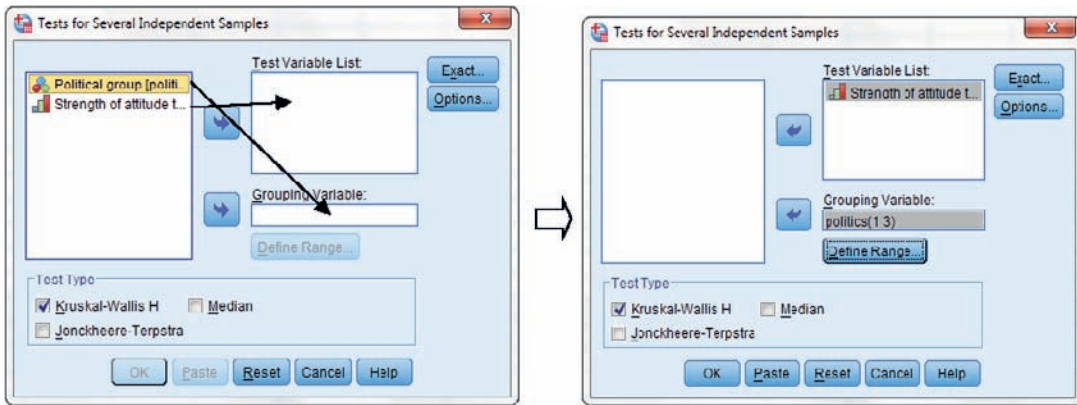 Tests for Several Independent Samples
Political group [politi...
Strength of attitude t...
Test Variable List:
Grouping Variable:
Define Range...
Exact...
Options...
Test Type
Kruskal-Wallis H
Median
Jonckheere-Terpstra
OK
Paste
Reset
Cancel
Help
Tests for Several Independent Samples
Test Variable List:
Strength of attitude t...
Grouping Variable:
politics(1 3)
Define Range...
Exact...
Options...
Test Type
Kruskal-Wallis H
Median
Jonckheere-Terpstra
OK
Paste
Reset
Cancel
Help